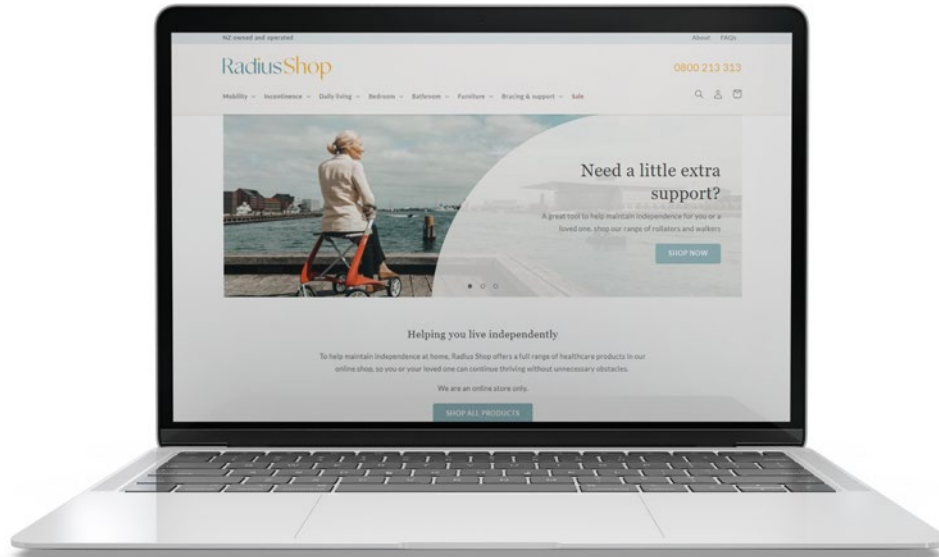 NZ owned and operated
About FAQs
RadiusShop
0800 213 313
Mobility Incontinence Daily living Bedroom Bathroom Furniture Bracing & support Sale
Need a little extra
support?
A great tool to help maintain independence for you or a
loved one, shop our range of rollators and walkers
SHOP NOW
Helping you live independently
To help maintain independence at home, Radius Shop offers a full range of healthcare products in our
online shop, so you or your loved one can continue thriving without unnecessary obstacles.
We are an online store only.
SHOP ALL PRODUCTS